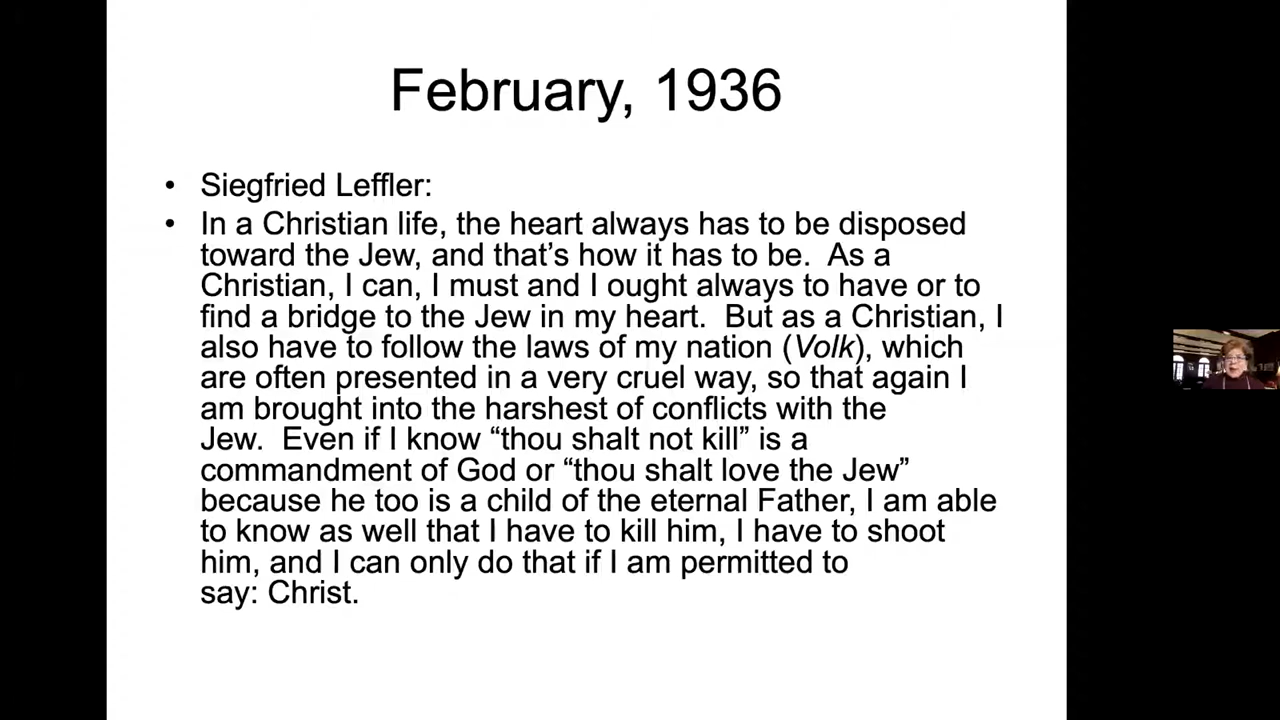 February, 1936
• Siegfried Leffler:
• In a Christian life, the heart always has to be disposed
toward the Jew, and that’s how it has to be.  As a
Christian, I can, I must and I ought always to have or to
find a bridge to the Jew in my heart.  But as a Christian, I
also have to follow the laws of my nation (Volk), which
are often presented in a very cruel way, so that again I
am brought into the harshest of conflicts with the
Jew.  Even if I know “thou shalt not kill” is a
commandment of God or “thou shalt love the Jew”
because he too is a child of the eternal Father, I am able
to know as well that I have to kill him, I have to shoot
him, and I can only do that if I am permitted to
say: Christ.